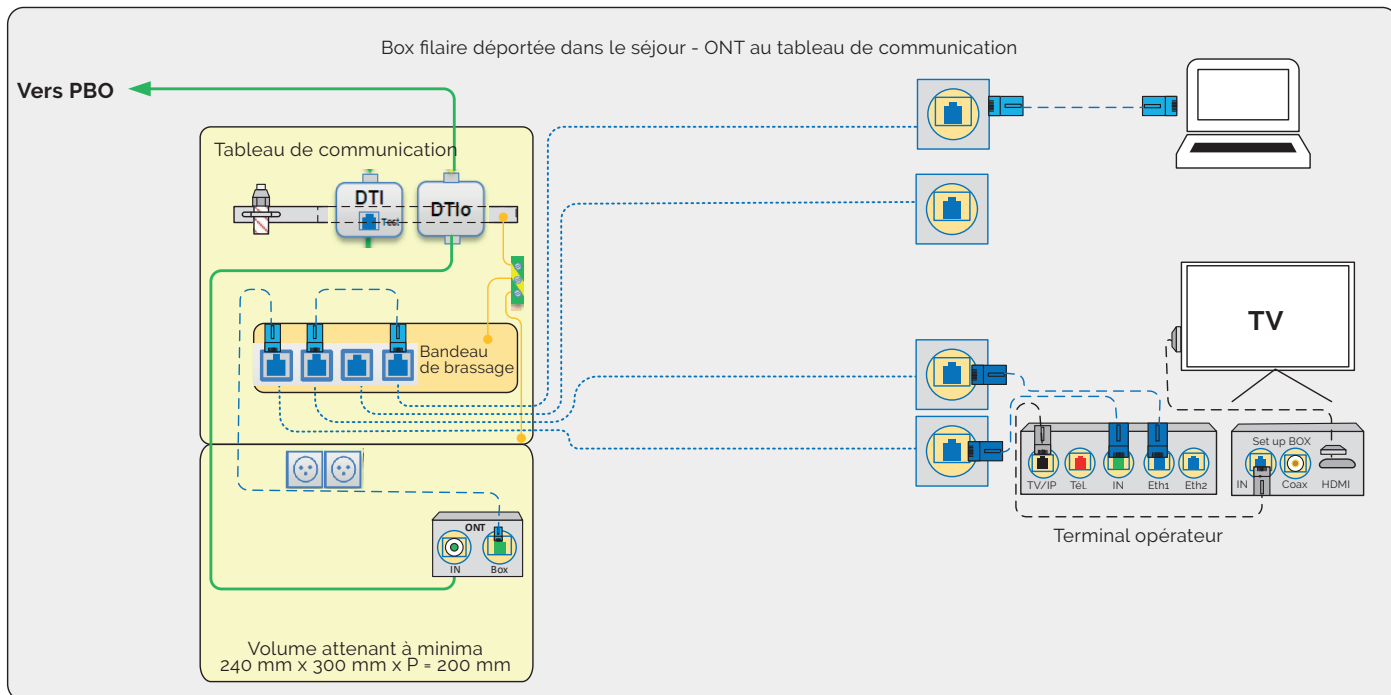 Box filaire déportée dans le séjour - ONT au tableau de communication
Vers PBO
Tableau de communication
DTI
Test
DTIo
Bandeau
de brassage
TV
Set up BOX
TV/IP
Tél.
IN
Eth1
Eth2
IN
Coax
HDMI
Terminal opérateur
ONT
IN
Box
Volume attenant à minima
240 mm x 300 mm x P = 200 mm